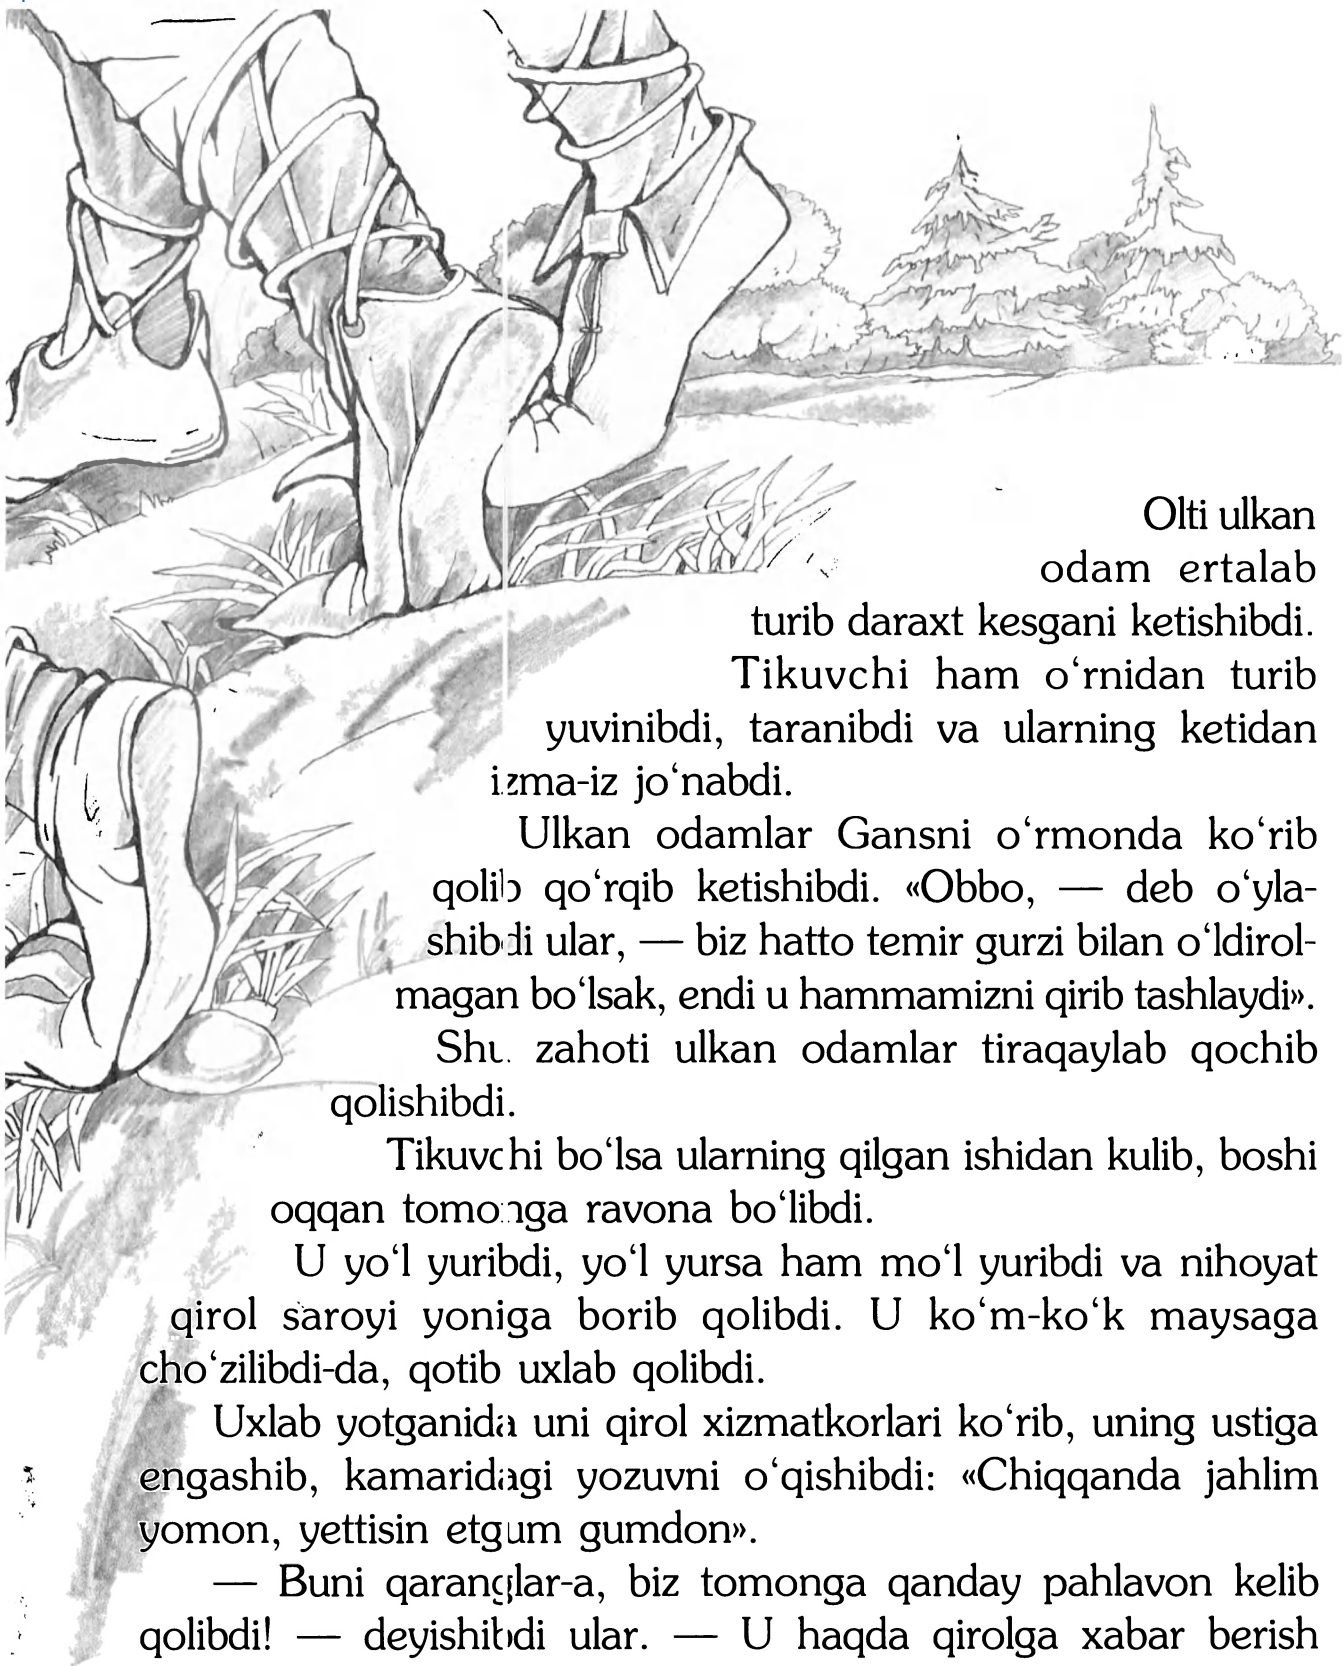 Olti ulkan
odam ertalab
turib daraxt kesgani ketishibdi.
Tikuvchi ham o‘rnidan turib
yuvinibdi, taranibdi va ularning ketidan
izma-iz jo‘nabdi.
Ulkan odamlar Gansni o‘rmonda ko‘rib
qolib qo‘rqib ketishibdi. «Obbo, — deb o‘yla-
shibdi ular, — biz hatto temir gurzi bilan o‘ldirol-
magan bo‘lsak, endi u hammamizni qirib tashlaydi».
Shu zahoti ulkan odamlar tiraqaylab qochib
qolishibdi.
Tikuvchi bo‘lsa ularning qilgan ishidan kulib, boshi
oqqan tomonga ravona bo‘libdi.
U yo‘l yuribdi, yo‘l yursa ham mo‘l yuribdi va nihoyat
qirol saroyi yoniga borib qolibdi. U ko‘m-ko‘k maysaga
cho‘zilibdi-da, qotib uxlab qolibdi.
Uxlab yotganida uni qirol xizmatkorlari ko‘rib, uning ustiga
engashib, kamaridagi yozuvni o‘qishibdi: «Chiqqanda jahlim
yomon, yettisin etgum gumdon».
— Buni qaranglar-a, biz tomonga qanday pahlavon kelib
qolibdi! — deyishibdi ular. — U haqda qirolga xabar berish